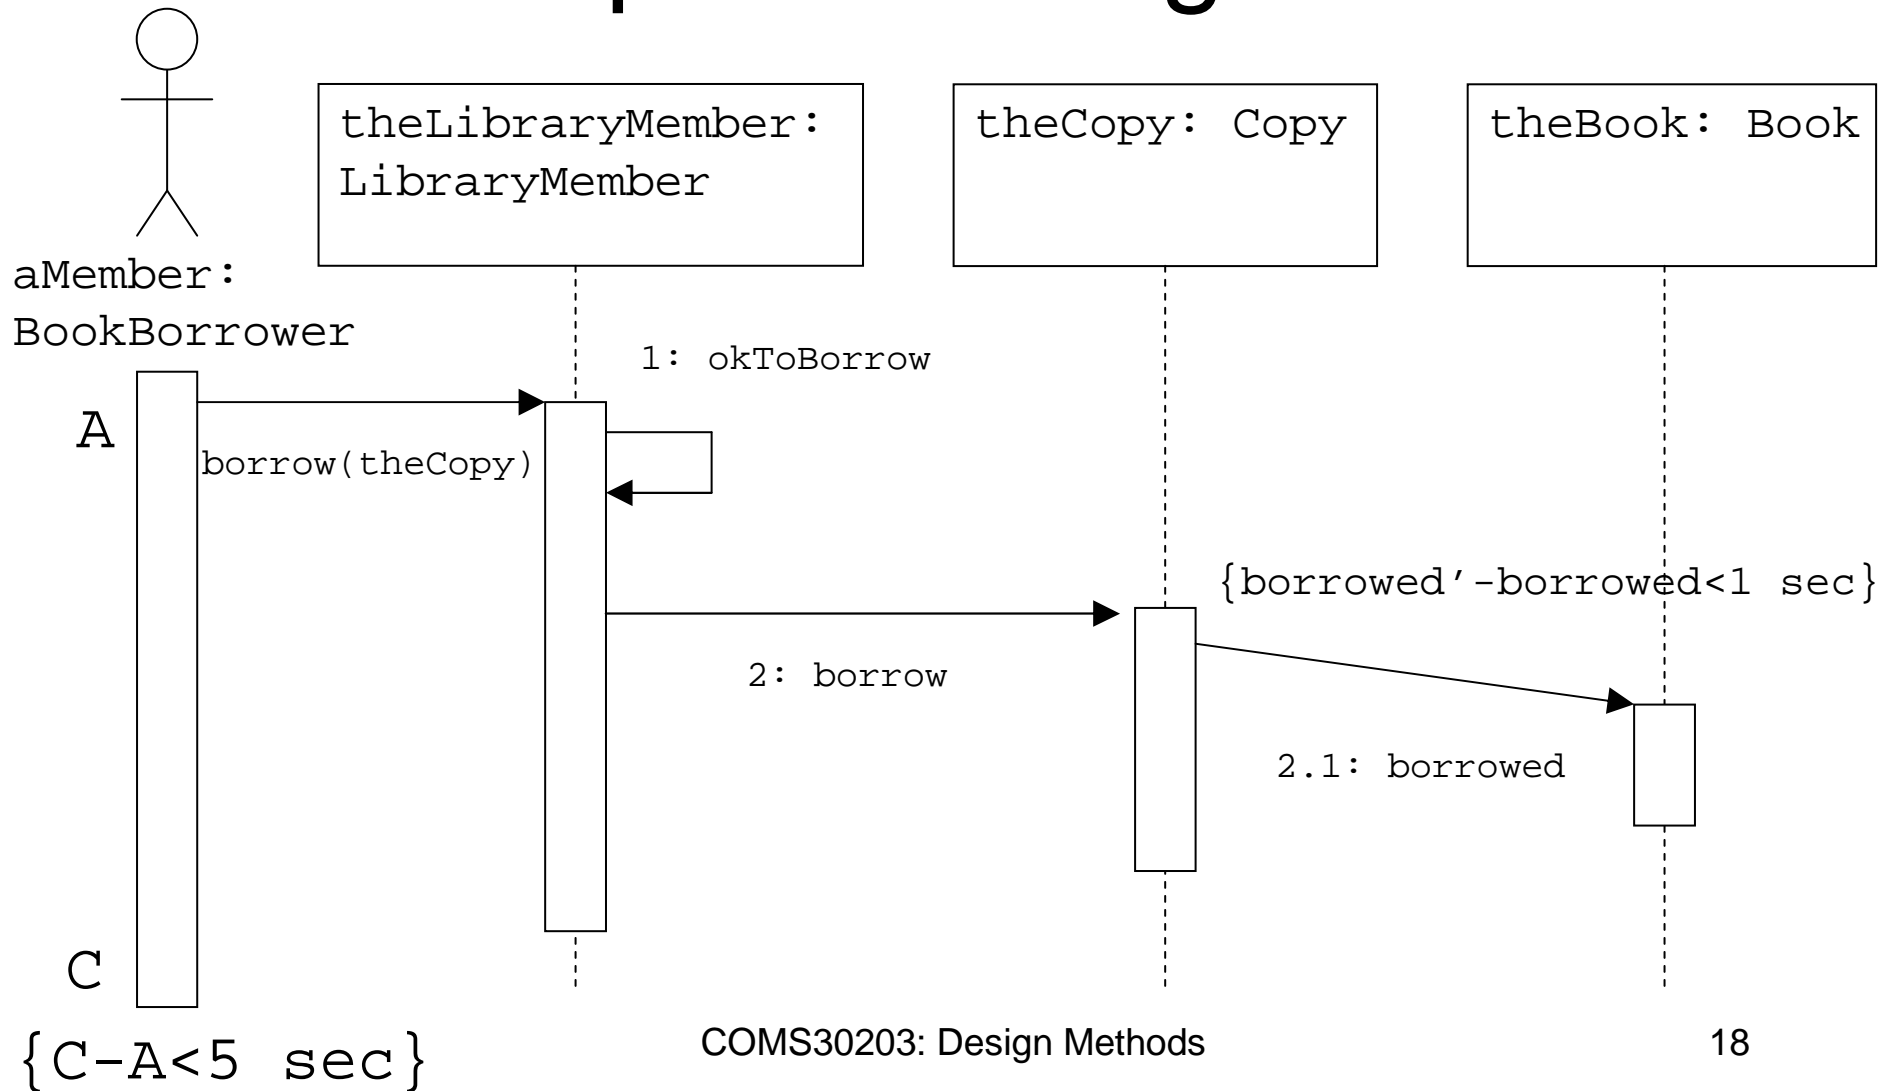 theLibraryMember:
LibraryMember
theCopy: Copy
theBook: Book
aMember:
BookBorrower
1: okToBorrow
A
borrow(theCopy)
{borrowed’-borrowed<1 sec}
2: borrow
2.1: borrowed
C
{C-A<5 sec}
COMS30203: Design Methods
18